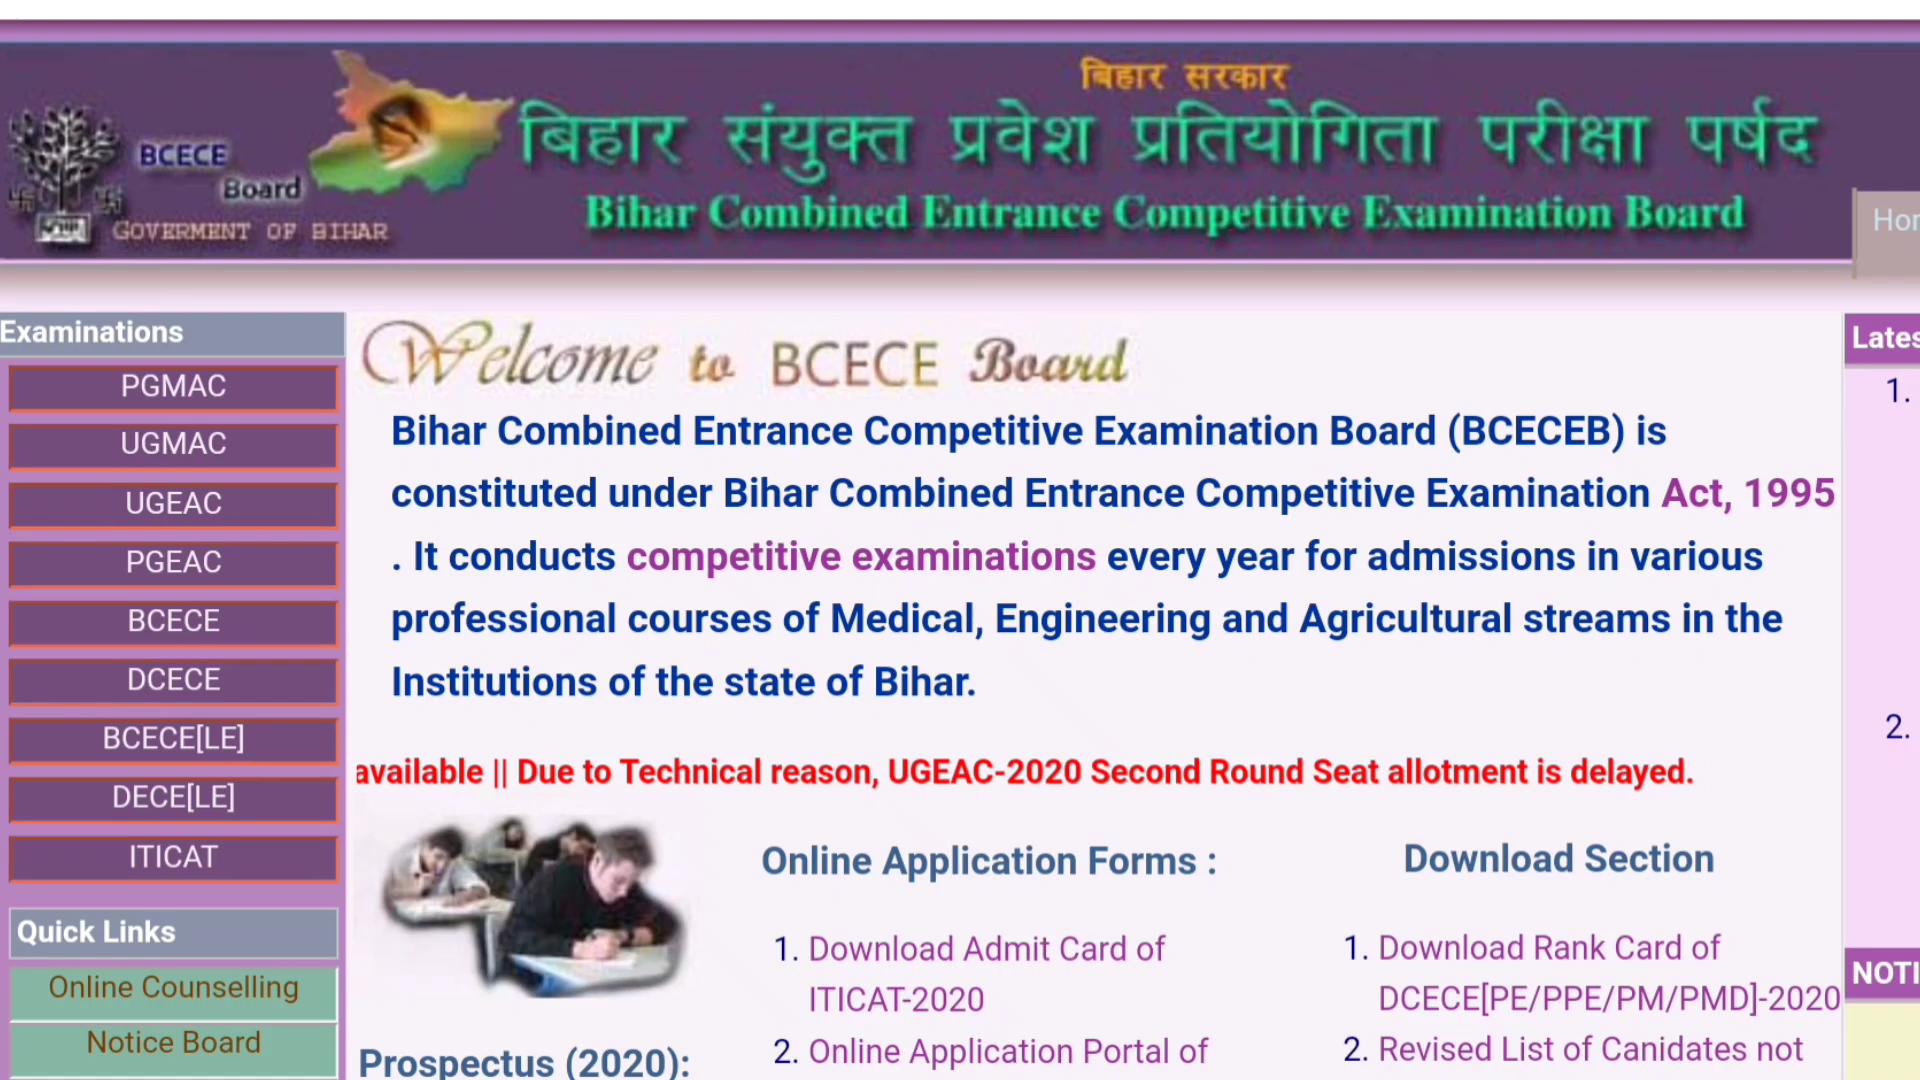 बिहार सरकार
बिहार संयुक्त प्रवेश प्रतियोगिता परीक्षा पर्षद
BCECE
Board
GOVERMENT OF BIHAR
Bihar Combined Entrance Competitive Examination Board
Examinations
PGMAC
UGMAC
UGEAC
PGEAC
BCECE
DCECE
BCECE[LE]
DECE[LE]
ITICAT
Quick Links
Online Counselling
Notice Board
Welcome to BCECE Board
Bihar Combined Entrance Competitive Examination Board (BCECEB) is
constituted under Bihar Combined Entrance Competitive Examination Act, 1995
. It conducts competitive examinations every year for admissions in various
professional courses of Medical, Engineering and Agricultural streams in the
Institutions of the state of Bihar.
available || Due to Technical reason, UGEAC-2020 Second Round Seat allotment is delayed.
Prospectus (2020):
Online Application Forms :
1. Download Admit Card of
ITICAT-2020
2. Online Application Portal of
Download Section
1. Download Rank Card of
DCECE[PE/PPE/PM/PMD]-2020
2. Revised List of Canidates not
1.
2.